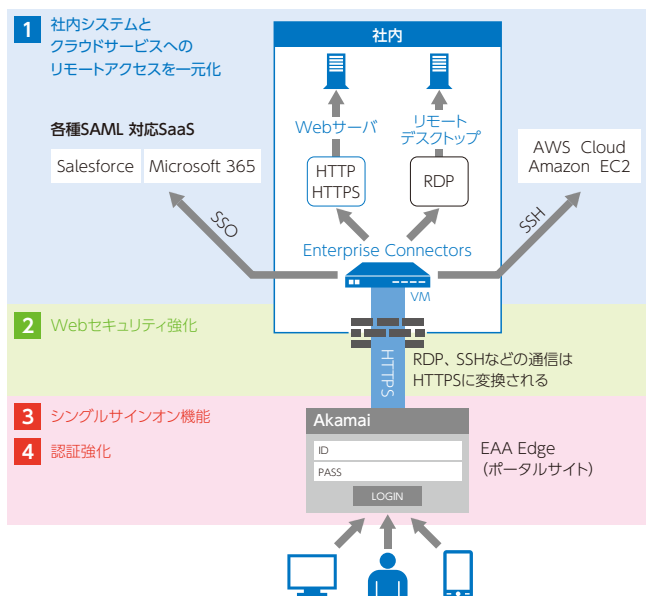 1
社内システムと
クラウドサービスへの
リモートアクセスを一元化
社内
Webサーバ
リモート
デスクトップ
各種SAML 対応SaaS
Salesforce
Microsoft 365
HTTP
HTTPS
RDP
AWS Cloud
Amazon EC2
SSO
SSH
Enterprise Connectors
VM
2
Webセキュリティ強化
HTTPS
RDP、SSHなどの通信は
HTTPSに変換される
3
シングルサインオン機能
4
認証強化
Akamai
ID
PASS
LOGIN
EAA Edge
（ポータルサイト）